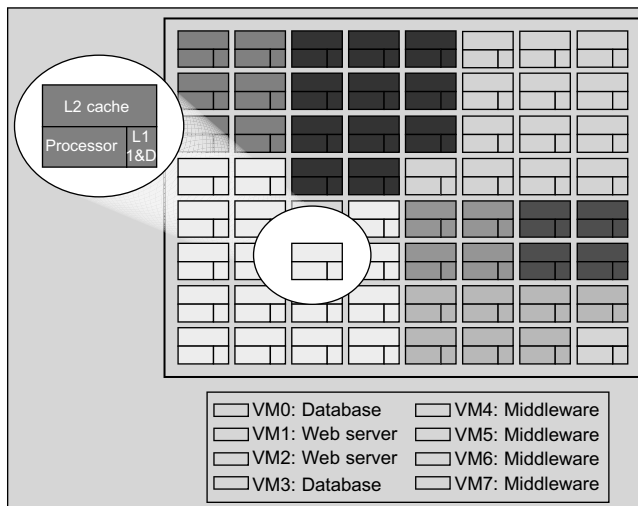 L2 cache
Processor
L1
1&D
VM0: Database
VM1: Web server
VM2: Web server
VM3: Database
VM4: Middleware
VM5: Middleware
VM6: Middleware
VM7: Middleware